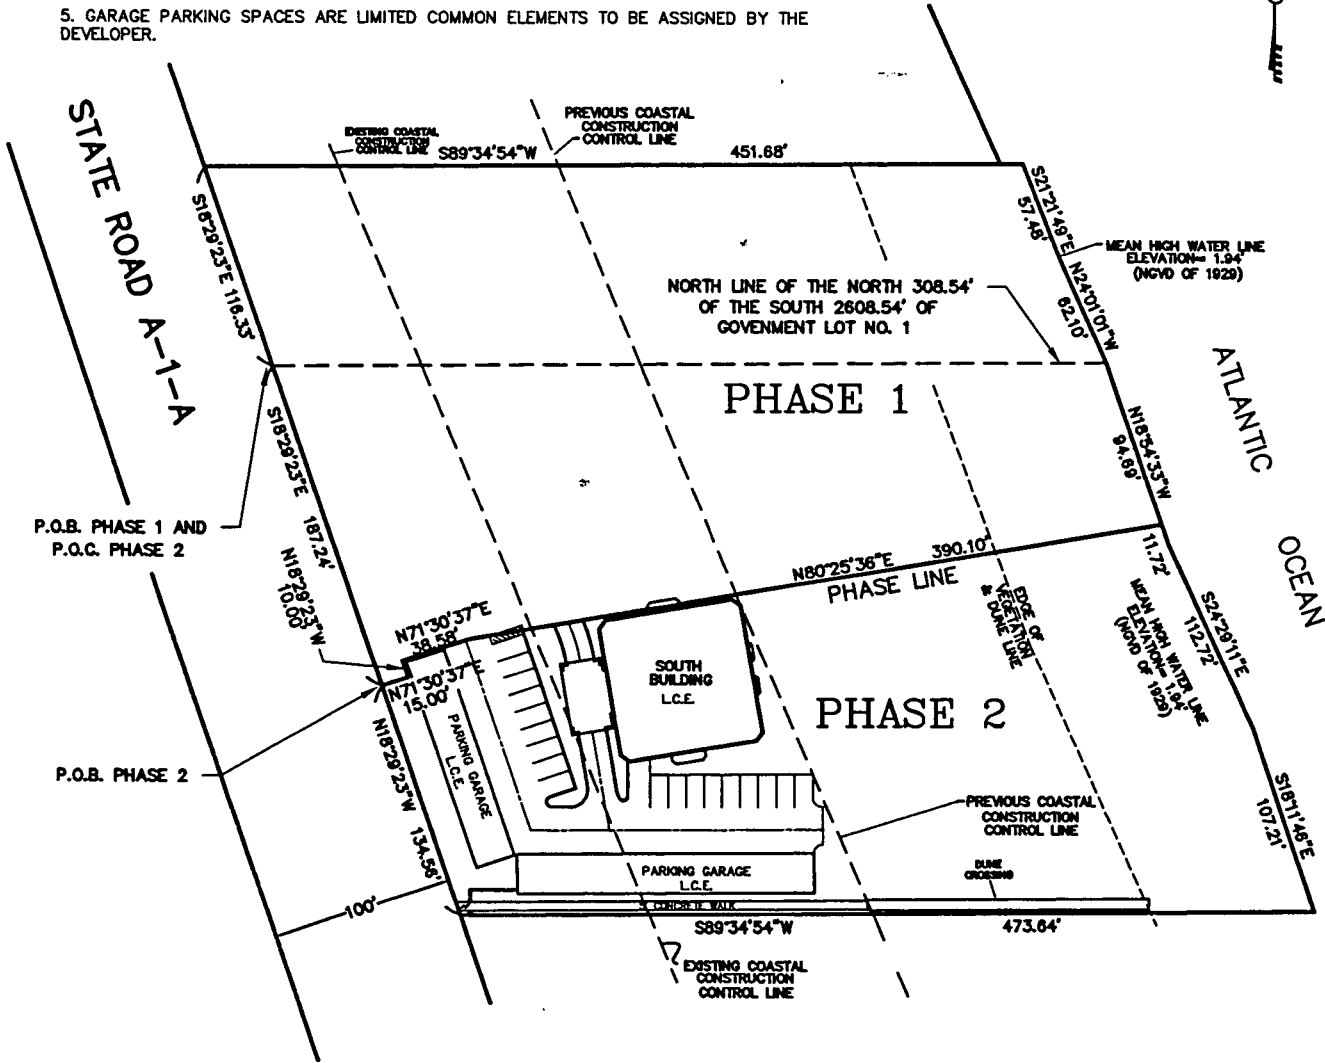 5. GARAGE PARKING SPACES ARE LIMITED COMMON ELEMENTS TO BE ASSIGNED BY THE
DEVELOPER.
STATE ROAD A-1-A
EXISTING COASTAL
CONSTRUCTION
CONTROL LINE
PREVIOUS COASTAL
CONSTRUCTION
CONTROL LINE
S89°34'54"W
451.68'
S18°29'23"E 116.33'
S21°21'49"E
57.48'
MEAN HIGH WATER LINE
ELEVATION= 1.94'
(NGVD OF 1929)
N24°01'01"W
62.10'
NORTH LINE OF THE NORTH 308.54'
OF THE SOUTH 2608.54' OF
GOVENMENT LOT NO. 1
ATLANTIC
OCEAN
PHASE 1
S18°29'23"E 187.24'
N18°54'33"W
94.69'
P.O.B. PHASE 1 AND
P.O.C. PHASE 2
N18°29'23"W
10.00'
N80°25'36"E 390.10'
PHASE LINE
11.72'
N71°30'37"E
38.58'
EDGE OF
VEGETATION
& DUNE LINE
MEAN HIGH WATER LINE
ELEVATION= 1.94'
(NGVD OF 1929)
S24°29'11"E
112.72'
N71°30'37"E
15.00'
SOUTH
BUILDING
L.C.E.
PHASE 2
PARKING GARAGE
L.C.E.
P.O.B. PHASE 2
N18°29'23"W 134.56'
PREVIOUS COASTAL
CONSTRUCTION
CONTROL LINE
S18°11'46"E
107.21'
PARKING GARAGE
L.C.E.
DUNE
CROSSING
100'
CONCRETE WALK
S89°34'54"W
473.64'
EXISTING COASTAL
CONSTRUCTION
CONTROL LINE